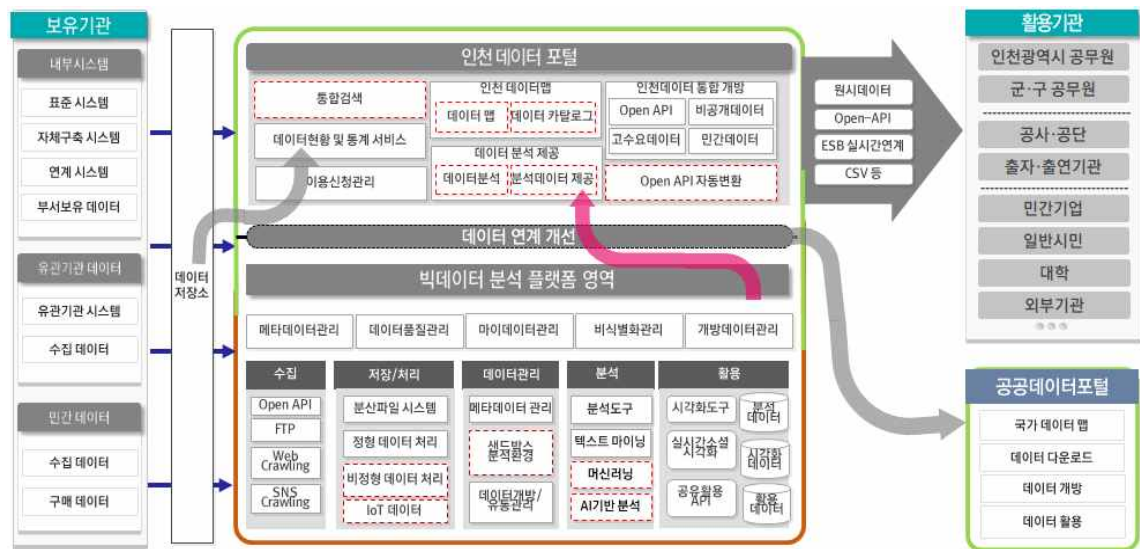 보유기관
내부시스템
표준 시스템
자체구축 시스템
연계 시스템
부서보유 데이터
유관기관 데이터
유관기관 시스템
수집 데이터
민간 데이터
수집 데이터
구매 데이터
데이터
저장소
인천 데이터 포털
통합검색
데이터현황 및 통계 서비스
이용신청관리
인천 데이터맵
데이터 맵
데이터 카탈로그
데이터 분석 제공
데이터분석
분석데이터 제공
인천데이터 통합 개방
Open API
비공개데이터
고수요데이터
민간데이터
Open API 자동변환
데이터 연계 개선
빅데이터 분석 플랫폼 영역
메타데이터관리
데이터품질관리
마이데이터관리
비식별화관리
개방데이터관리
수집
Open API
FTP
Web
Crawling
SNS
Crawling
저장/처리
분산파일 시스템
정형 데이터 처리
비정형 데이터 처리
IoT 데이터
데이터관리
메타데이터 관리
샌드박스
분석환경
데이터개방/
유통관리
분석
분석도구
텍스트 마이닝
머신러닝
AI기반 분석
활용
시각화도구
실시간소셜
시각화
공유활용
API
분석
데이터
시각화
데이터
활용
데이터
원시데이터
Open-API
ESB 실시간연계
CSV 등
활용기관
인천광역시 공무원
군·구 공무원
공사·공단
출자·출연기관
민간기업
일반시민
대학
외부기관
공공데이터포털
국가 데이터 맵
데이터 다운로드
데이터 개방
데이터 활용